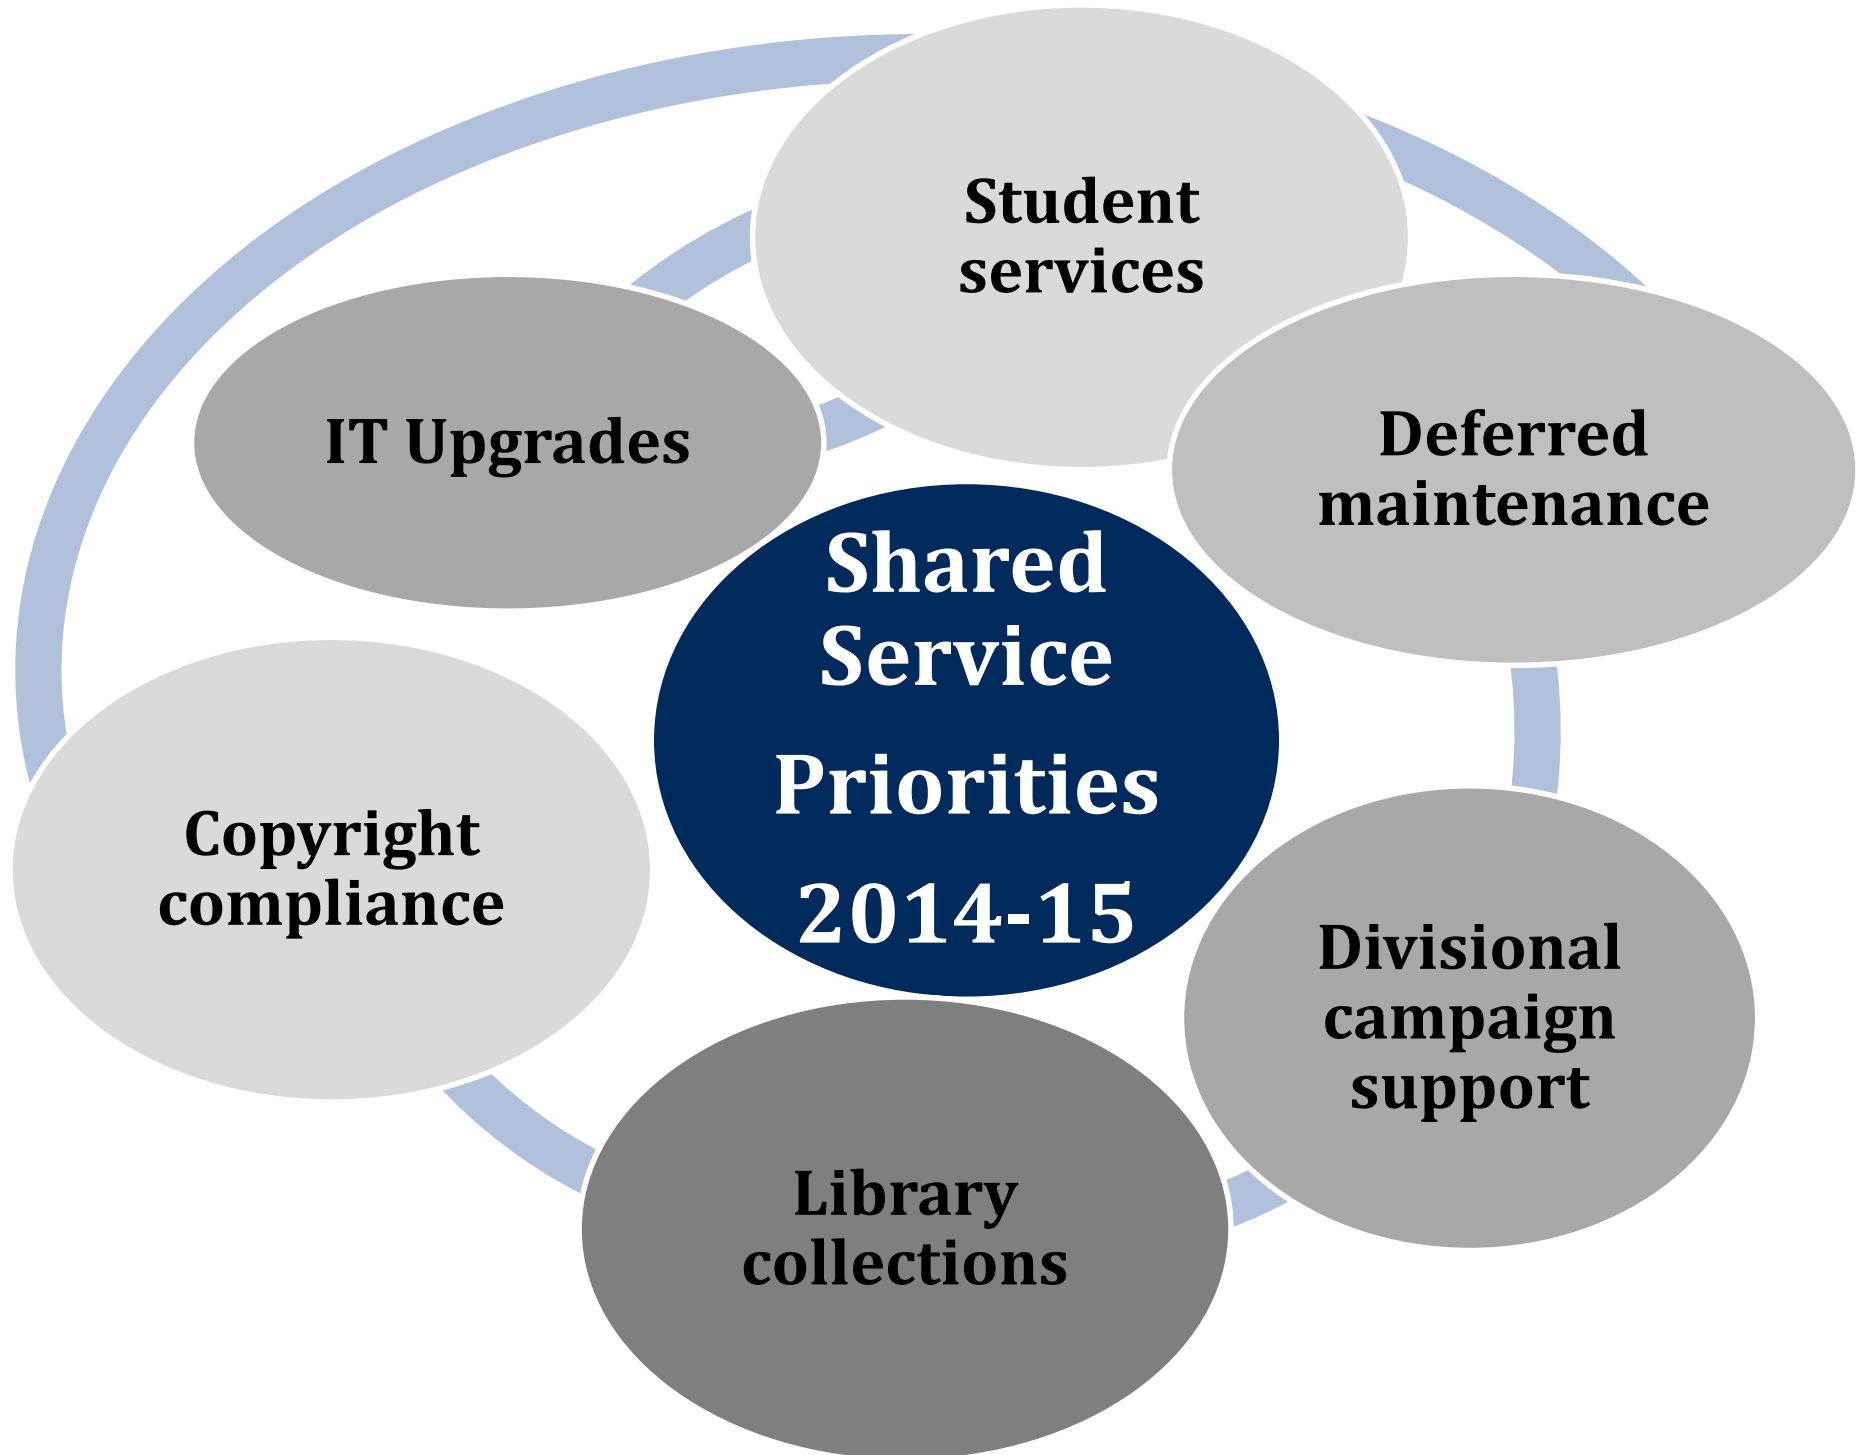 Student
services
IT Upgrades
Deferred
maintenance
Shared
Service
Priorities
2014-15
Copyright
compliance
Divisional
campaign
support
Library
collections